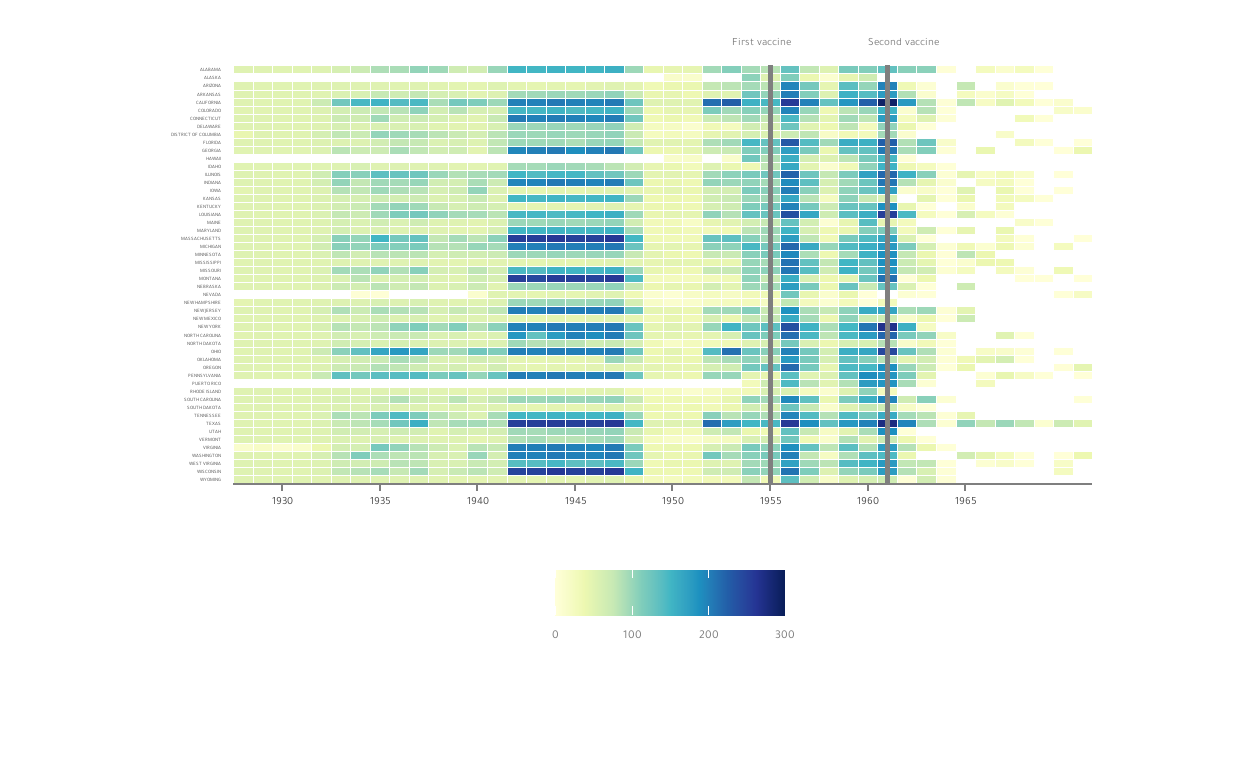 First vaccine Second vaccine
ALABAMA
ALASKA
ARIZONA
ARKANSAS
CALIFORNIA
COLORADO
CONNECTICUT
DELAWARE
DISTRICT OF COLUMBIA
FLORIDA
GEORGIA
HAWAII
IDAHO
ILLINOIS
INDIANA
IOWA
KANSAS
KENTUCKY
LOUISIANA
MAINE
MARYLAND
MASSACHUSETTS
MICHIGAN
MINNESOTA
MISSISSIPPI
MISSOURI
MONTANA
NEBRASKA
NEVADA
NEW HAMPSHIRE
NEW JERSEY
NEW MEXICO
NEW YORK
NORTH CAROLINA
NORTH DAKOTA
OHIO
OKLAHOMA
OREGON
PENNSYLVANIA
PUERTO RICO
RHODE ISLAND
SOUTH CAROLINA
SOUTH DAKOTA
TENNESSEE
TEXAS
UTAH
VERMONT
VIRGINIA
WASHINGTON
WEST VIRGINIA
WISCONSIN
WYOMING
1930 1935 1940 1945 1950 1955 1960 1965
0 100 200 300